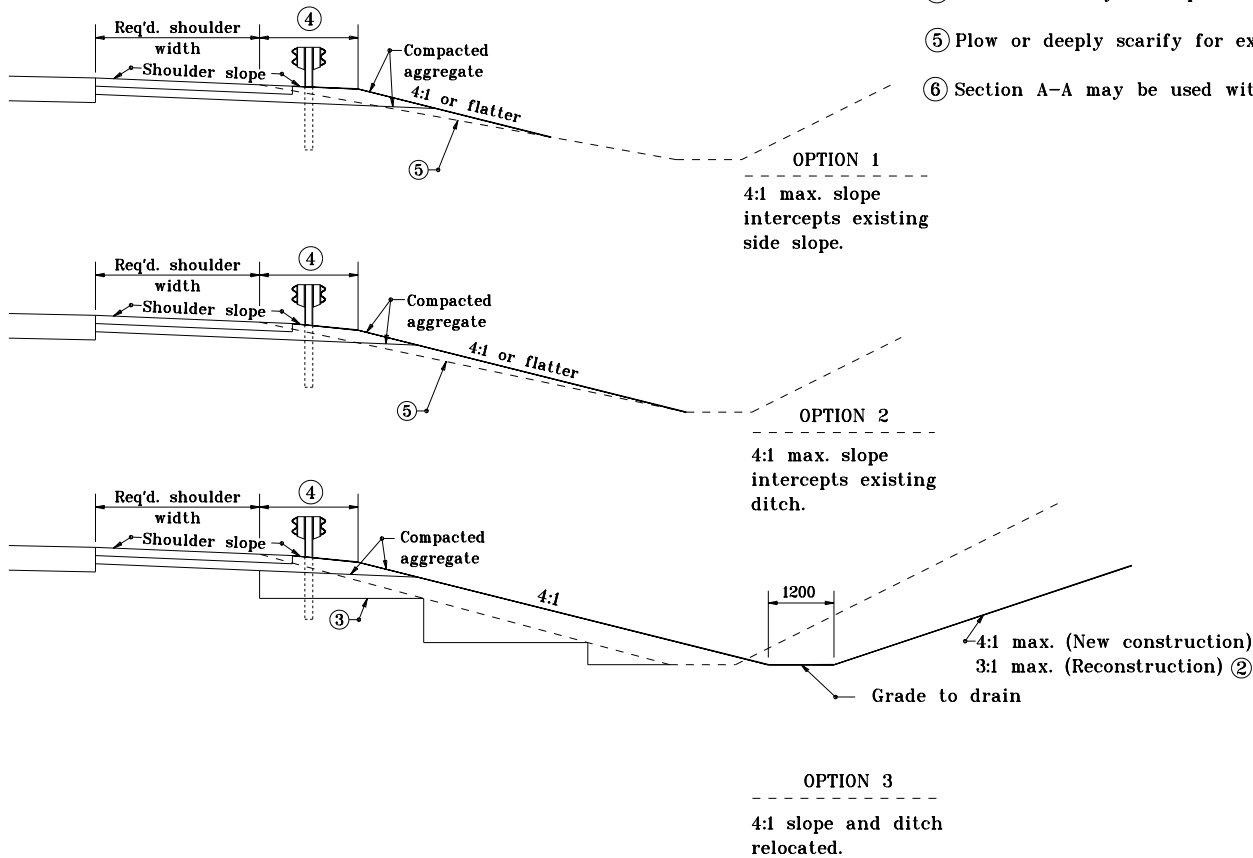 ⑤ Plow or deeply scarify for
⑥ Section A-A may be used
Req'd. shoulder
width
④
Shoulder slope
Compacted
aggregate
4:1 or flatter
⑤
OPTION 1
4:1 max. slope
intercepts existing
side slope.
Req'd. shoulder
width
④
Shoulder slope
Compacted
aggregate
4:1 or flatter
⑤
OPTION 2
4:1 max. slope
intercepts existing
ditch.
Req'd. shoulder
width
④
Shoulder slope
Compacted
aggregate
4:1
③
1200
4:1 max. (New construction)
3:1 max. (Reconstruction) ②
Grade to drain
OPTION 3
4:1 slope and ditch
relocated.